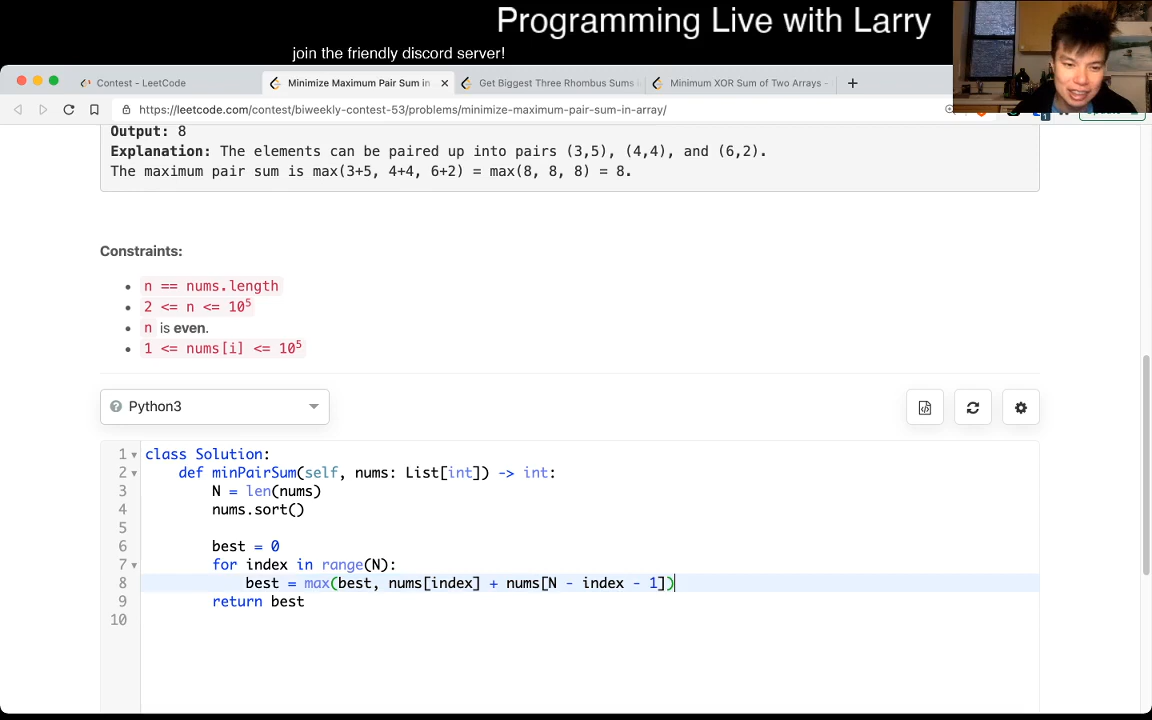 Programming Live with Larry
join the friendly discord server!
Contest - LeetCode
Minimize Maximum Pair Sum in
Get Biggest Three Rhombus Sums
Minimum XOR Sum of Two Arrays -
https://leetcode.com/contest/biweekly-contest-53/problems/minimize-maximum-pair-sum-in-array/
Output: 8
Explanation: The elements can be paired up into pairs (3,5), (4,4), and (6,2).
The maximum pair sum is max(3+5, 4+4, 6+2) = max(8, 8, 8) = 8.
Constraints:
n == nums.length
2 <= n <= 10⁵
n is even.
1 <= nums[i] <= 10⁵
Python3
1 class Solution:
2 def minPairSum(self, nums: List[int]) -> int:
3 N = len(nums)
4 nums.sort()
5
6 best = 0
7 for index in range(N):
8 best = max(best, nums[index] + nums[N - index - 1])
9 return best
10